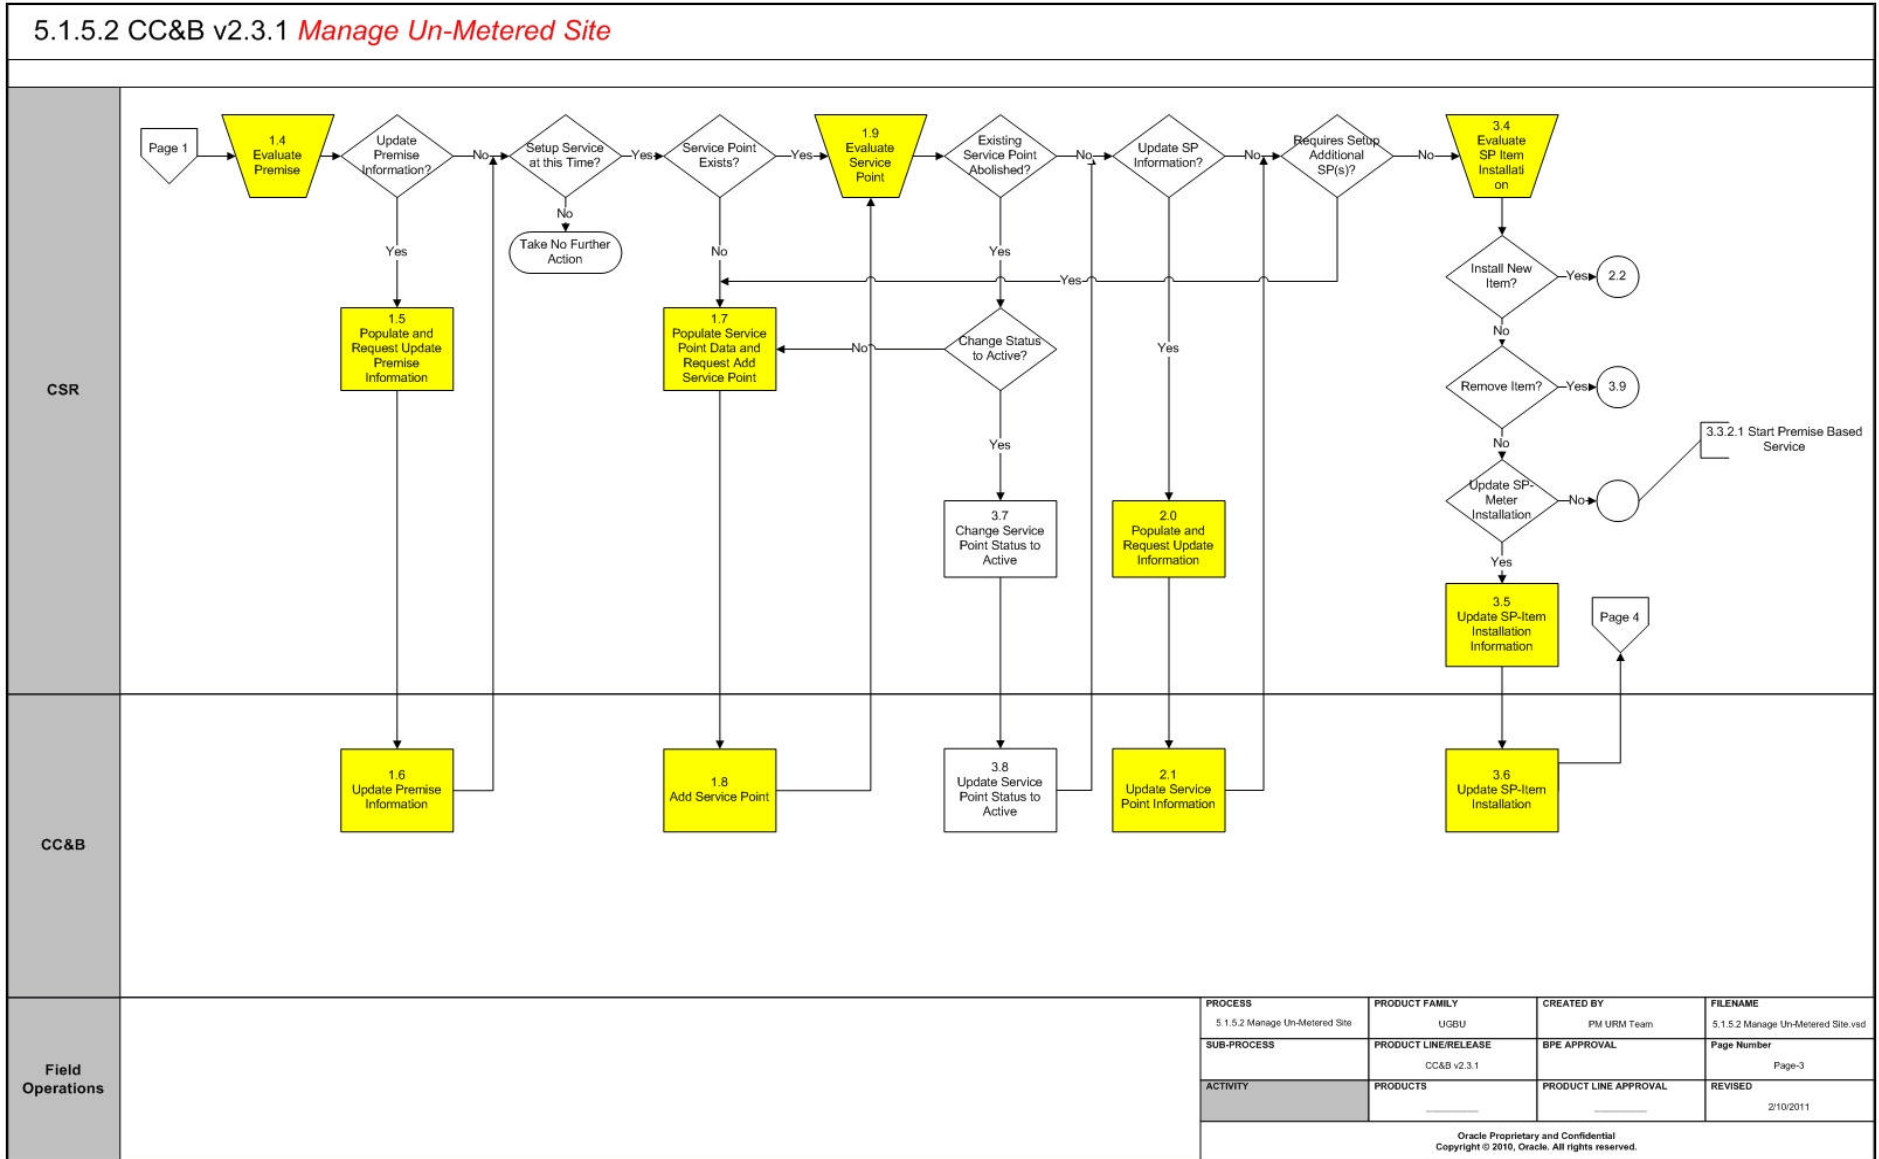 5.1.5.2 CC&B v2.3.1 Manage Un-Metered Site
CSR
Page 1
1.4
Evaluate
Premise
Update
Premise
Information?
No
Setup Service
at this Time?
Yes
Service Point
Exists?
Yes
1.9
Evaluate
Service
Point
Existing
Service Point
Abolished?
No
Update SP
Information?
No
Requires Setup
Additional
SP(s)?
No
3.4
Evaluate
SP Item
Installati
on
No
Take No Further
Action
Yes
No
Yes
Yes
Install New
Item?
Yes
2.2
No
1.5
Populate and
Request Update
Premise
Information
1.7
Populate Service
Point Data and
Request Add
Service Point
No
Change Status
to Active?
Yes
Remove Item?
Yes
3.9
No
Yes
3.3.2.1 Start Premise Based
Service
Update SP-
Meter
Installation
No
Yes
3.7
Change Service
Point Status to
Active
2.0
Populate and
Request Update
Information
3.5
Update SP-Item
Installation
Information
Page 4
CC&B
1.6
Update Premise
Information
1.8
Add Service Point
3.8
Update Service
Point Status to
Active
2.1
Update Service
Point Information
3.6
Update SP-Item
Installation
Field
Operations
PROCESS
5.1.5.2 Manage Un-Metered Site
PRODUCT FAMILY
UGBU
CREATED BY
PM URM Team
FILENAME
5.1.5.2 Manage Un-Metered Site.vsd
SUB-PROCESS
PRODUCT LINE/RELEASE
CC&B v2.3.1
BPE APPROVAL
Page Number
Page-3
ACTIVITY
PRODUCTS
PRODUCT LINE APPROVAL
REVISED
2/10/2011
Oracle Proprietary and Confidential
Copyright © 2010, Oracle. All rights reserved.